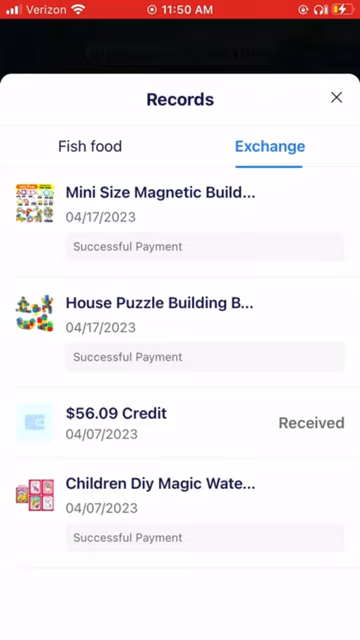 Verizon
11:50 AM
Records
Fish food
Exchange
Mini Size Magnetic Build...
04/17/2023
Successful Payment
House Puzzle Building B...
04/17/2023
Successful Payment
$56.09 Credit
Received
04/07/2023
Children Diy Magic Wate...
04/07/2023
Successful Payment